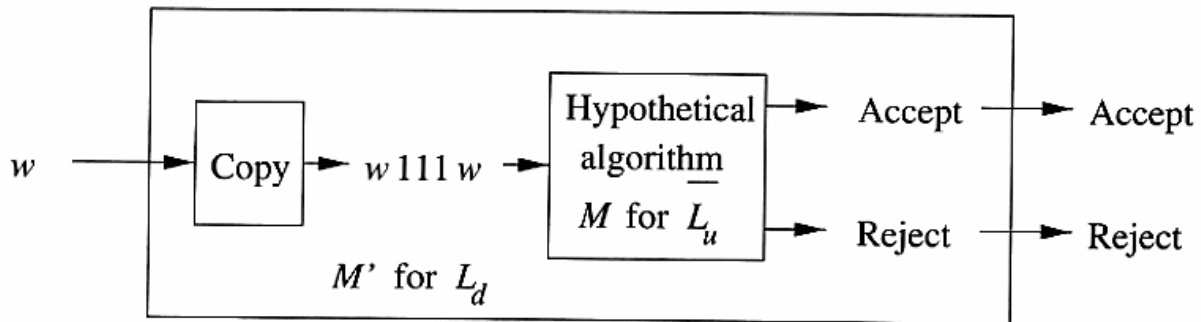 w
Copy
w 111 w
Hypothetical
algorithm
M for L̅u
Accept
Reject
Accept
Reject
M' for Ld